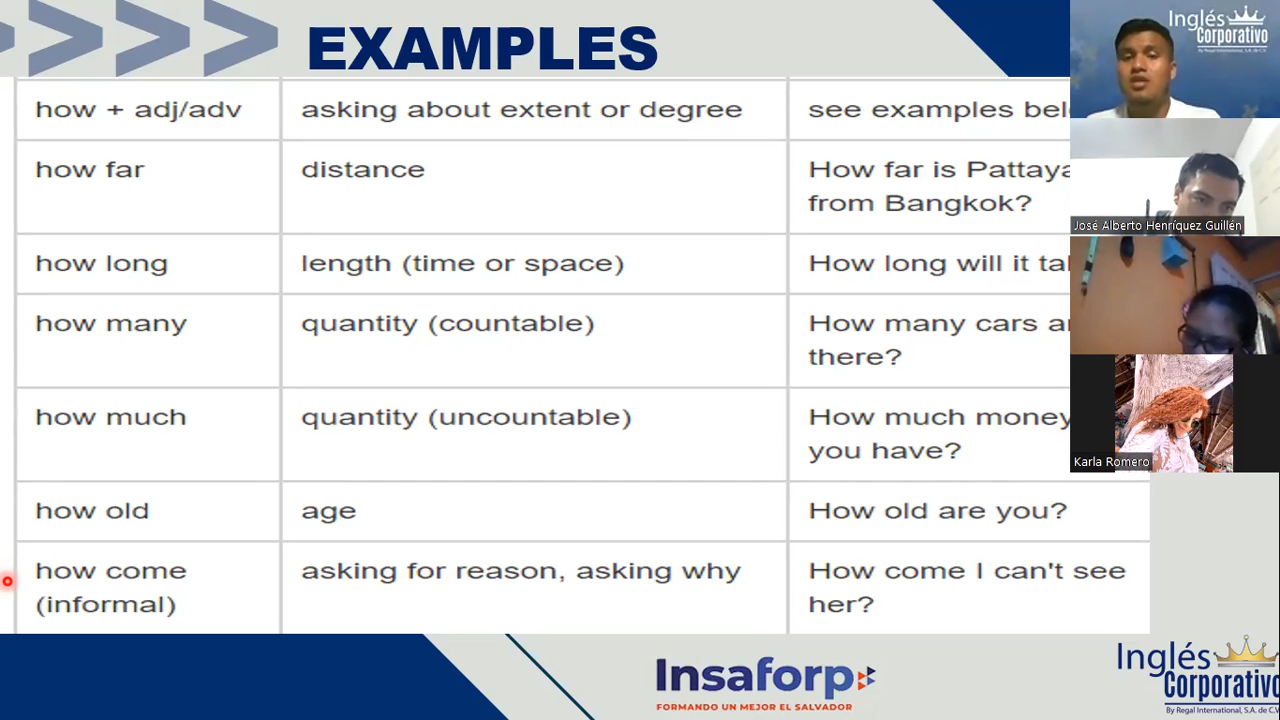 EXAMPLES
how + adj/adv
asking about extent or degree
see examples
how far
distance
How far is Pattaya
from Bangkok?
how long
length (time or space)
How long will it
how many
quantity (countable)
How many cars
there?
how much
quantity (uncountable)
How much money
you have?
how old
age
How old are you?
how come
(informal)
asking for reason, asking why
How come I can't see
her?
Insaforp
FORMANDO UN MEJOR EL SALVADOR
Inglés
Corporativo
By Regal International, S.A. de C.V
Inglés
Corporativo
By Regal International, S.A. de C.V.
José Alberto Henríquez Guillén
Karla Romero